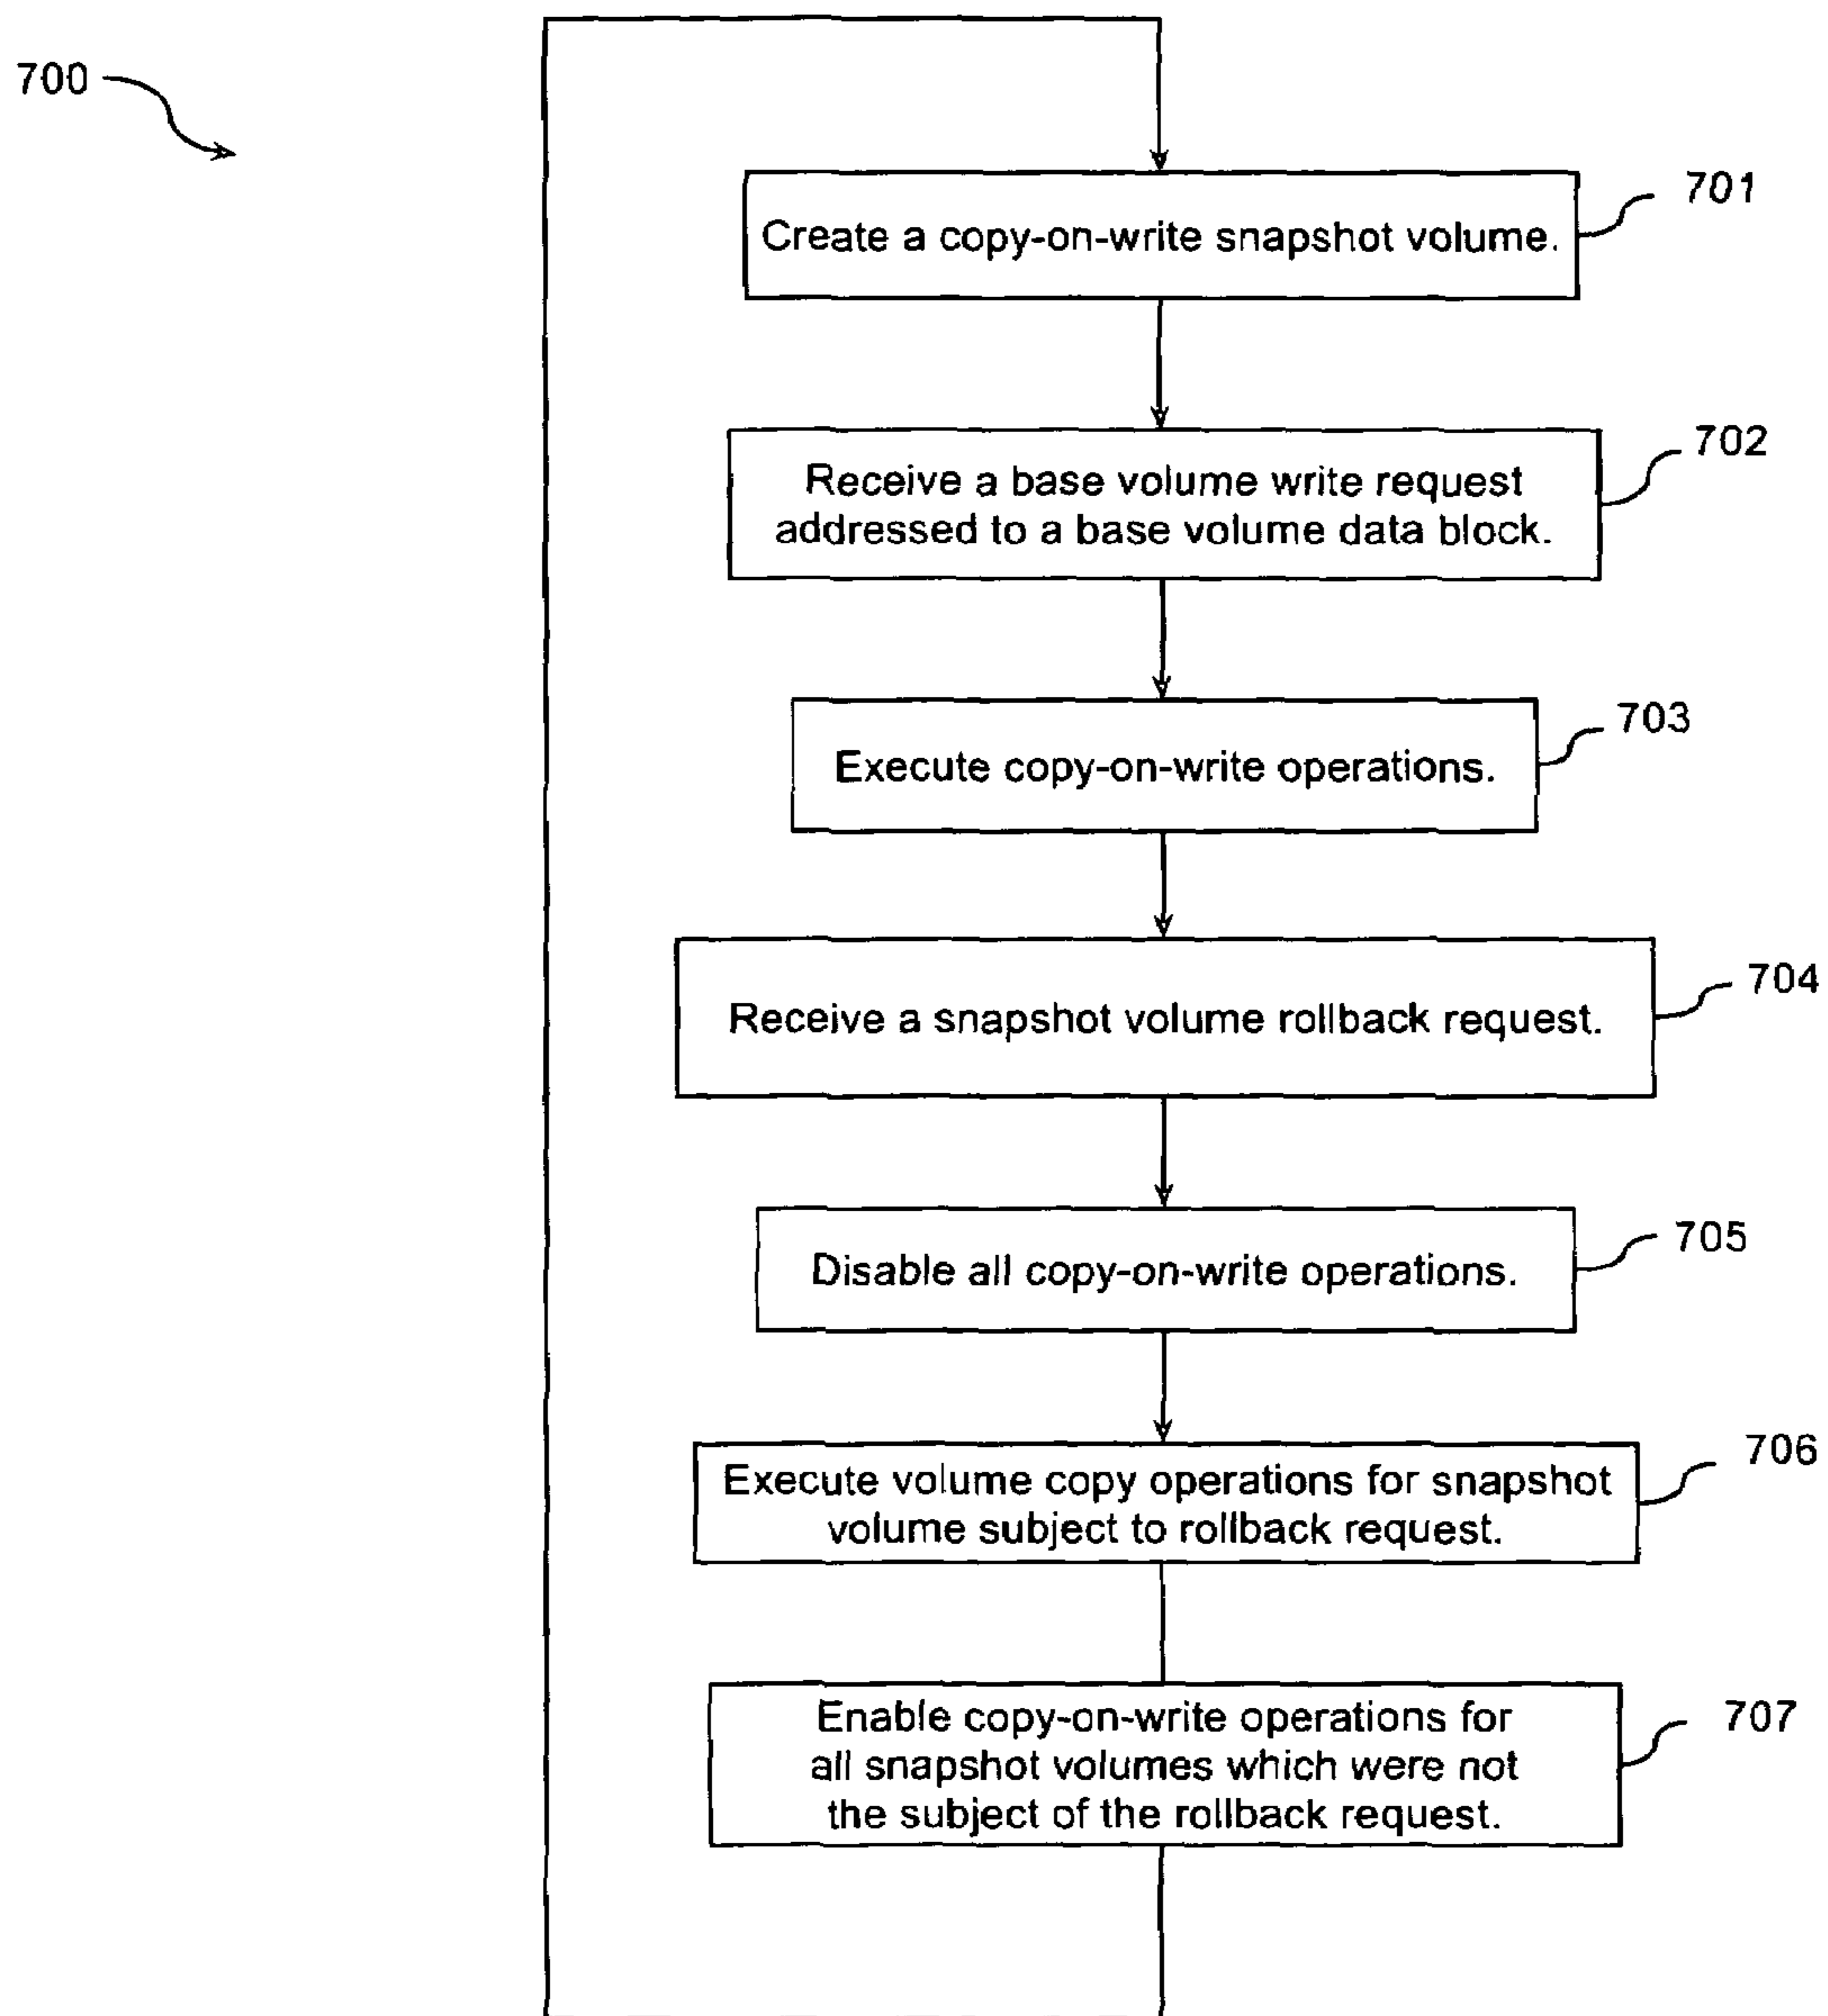 700
701
Create a copy-on-write snapshot volume.
702
Receive a base volume write request
addressed to a base volume data block.
703
Execute copy-on-write operations.
704
Receive a snapshot volume rollback request.
705
Disable all copy-on-write operations.
706
Execute volume copy operations for snapshot
volume subject to rollback request.
707
Enable copy-on-write operations for
all snapshot volumes which were not
the subject of the rollback request.